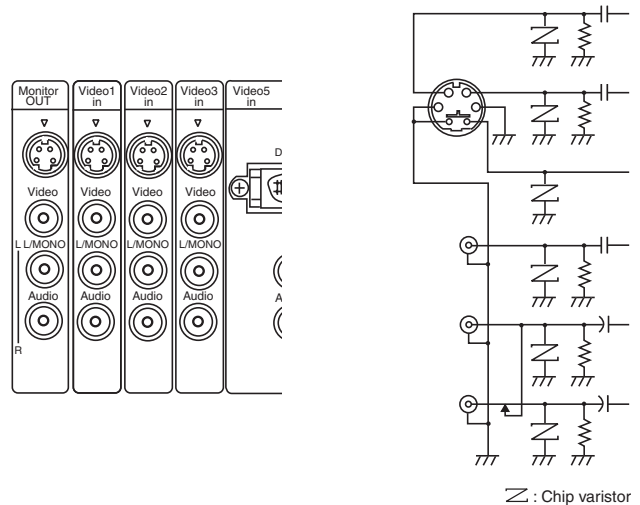 Monitor OUT
Video1 in
Video2 in
Video3 in
Video5 in
D
Video
Video
Video
Video
L L/MONO
L/MONO
L/MONO
L/MONO
Audio
Audio
Audio
Audio
A
R
: Chip varistor